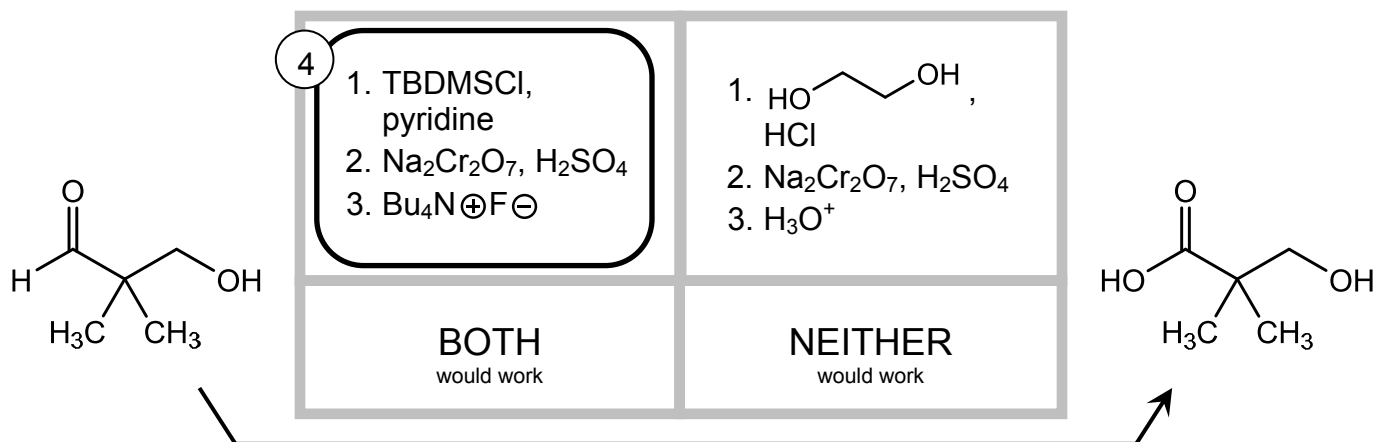 4
1. TBDMSCl,
pyridine
2. Na₂Cr₂O₇, H₂SO₄
3. Bu₄N⊕F⊖
1. HO OH ,
HCl
2. Na₂Cr₂O₇, H₂SO₄
3. H₃O⁺
O
H OH
H₃C CH₃
O
HO OH
H₃C CH₃
BOTH
would work
NEITHER
would work